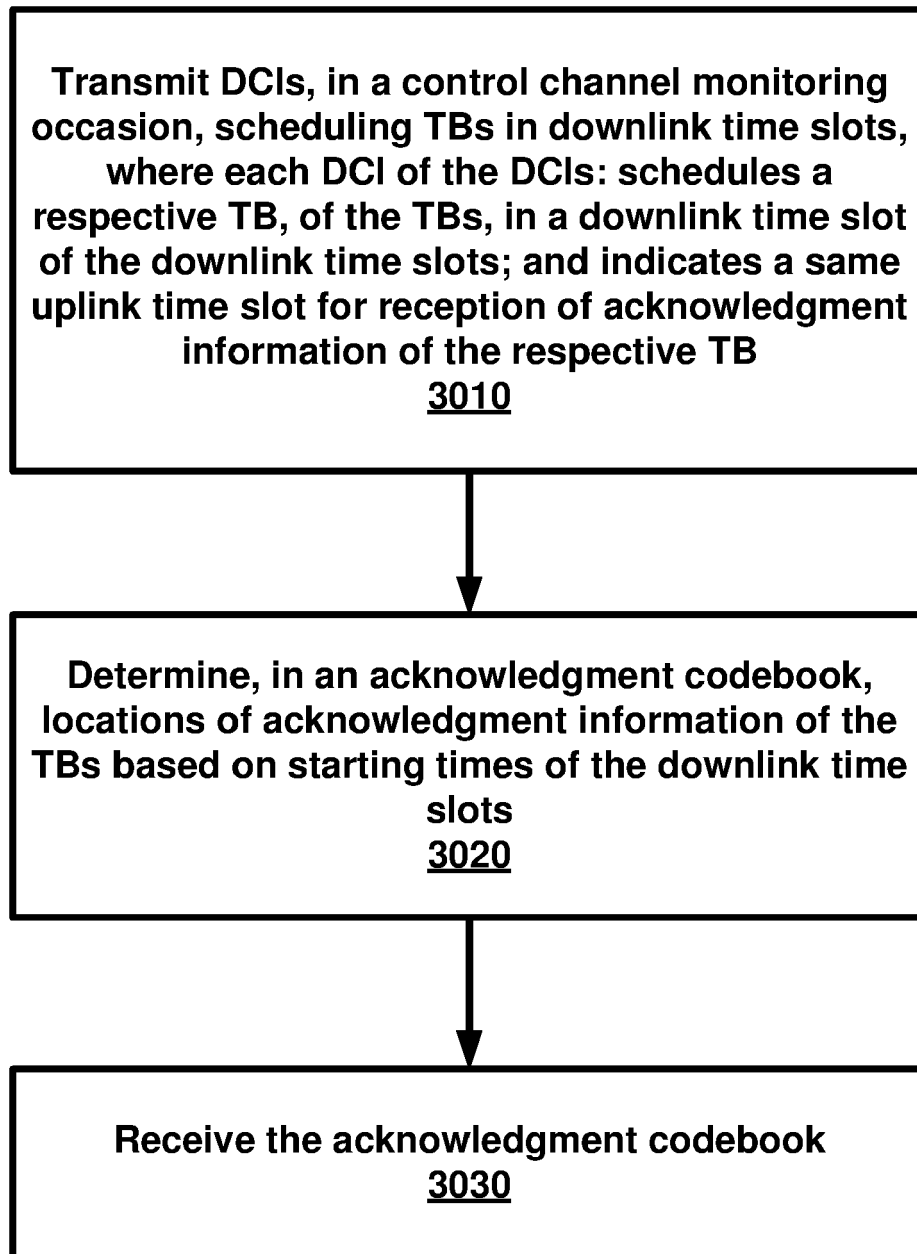 Transmit DCIs, in a control channel monitoring
occasion, scheduling TBs in downlink time slots,
where each DCI of the DCIs: schedules a
respective TB, of the TBs, in a downlink time slot
of the downlink time slots; and indicates a same
uplink time slot for reception of acknowledgment
information of the respective TB
3010
Determine, in an acknowledgment codebook,
locations of acknowledgment information of the
TBs based on starting times of the downlink time
slots
3020
Receive the acknowledgment codebook
3030